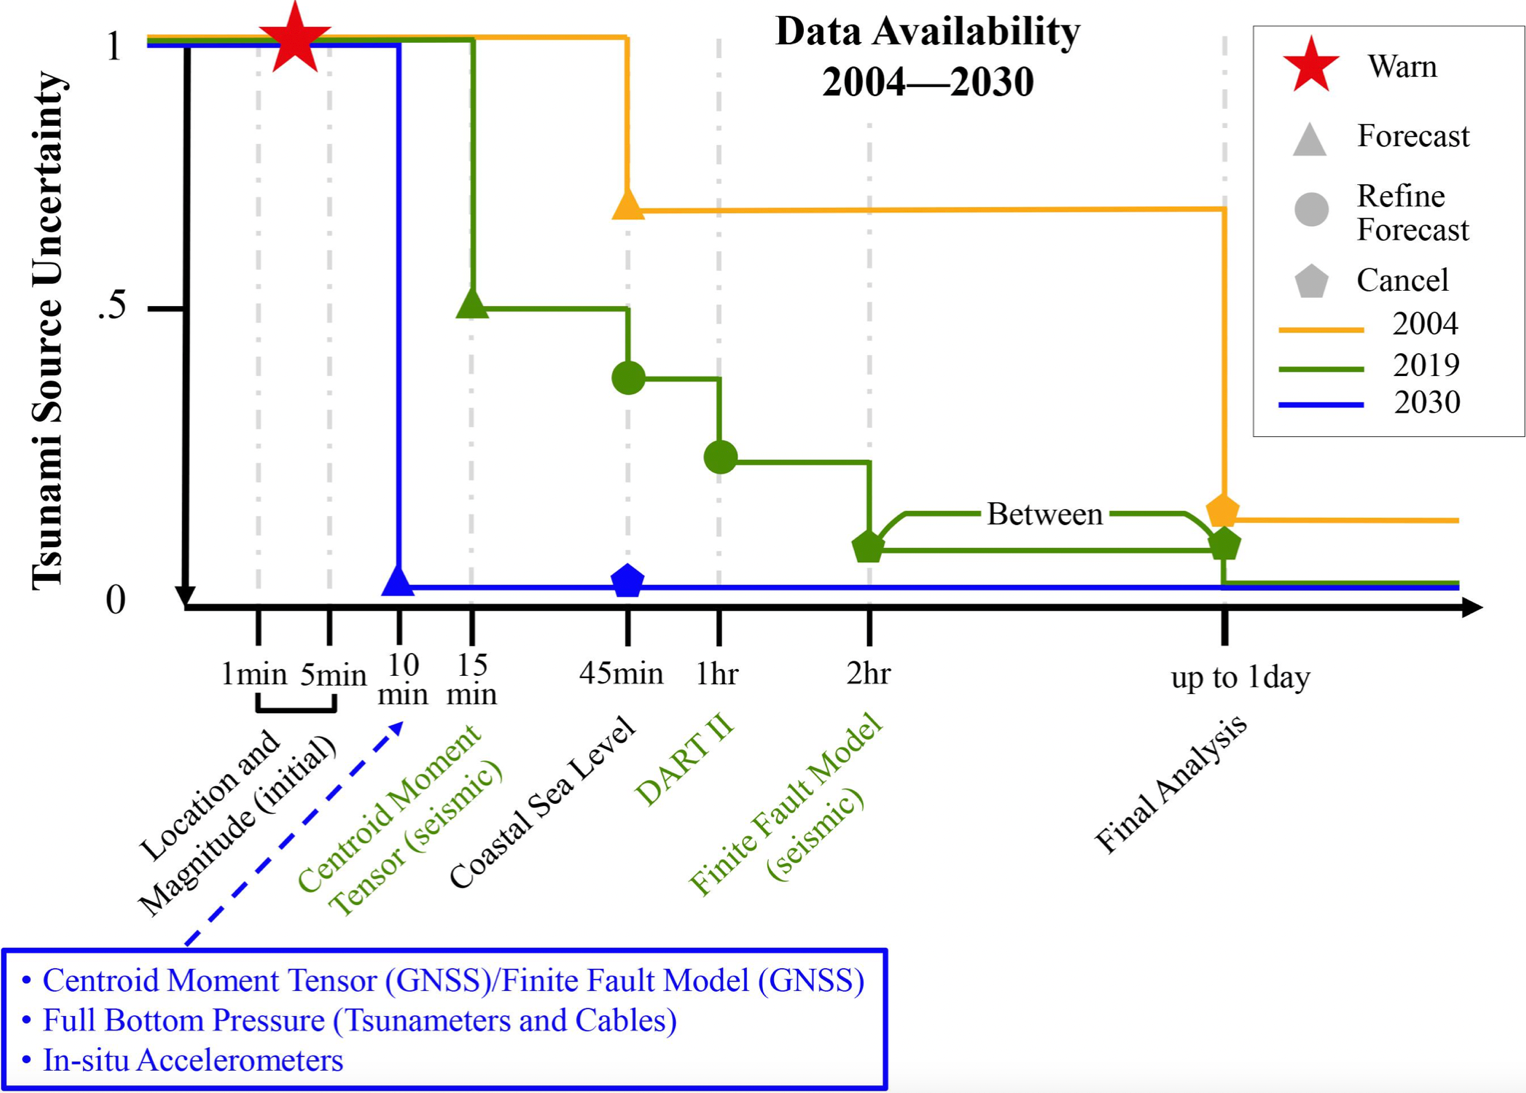 Data Availability
2004—2030
Tsunami Source Uncertainty
1
.5
0
Warn
Forecast
Refine
Forecast
Cancel
2004
2019
2030
Between
1min
5min
10
min
15
min
45min
1hr
2hr
up to 1day
Location and
Magnitude (initial)
Centroid Moment
Tensor (seismic)
Coastal Sea Level
DART II
Finite Fault Model
(seismic)
Final Analysis
• Centroid Moment Tensor (GNSS)/Finite Fault Model (GNSS)
• Full Bottom Pressure (Tsunameters and Cables)
• In-situ Accelerometers